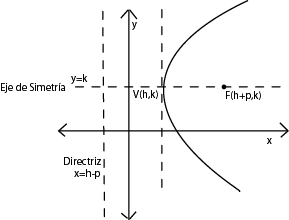 y
y=k
Eje de Simetría
V(h,k)
F(h+p,k)
x
Directriz
x=h-p